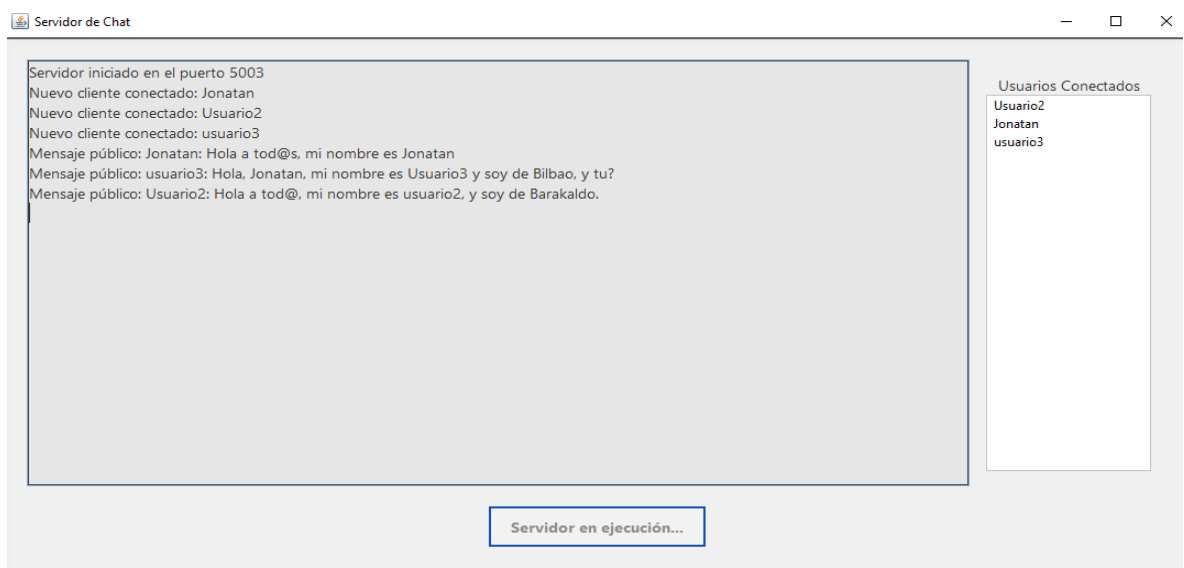 Servidor de Chat
Servidor iniciado en el puerto 5003
Nuevo cliente conectado: Jonatan
Nuevo cliente conectado: Usuario2
Nuevo cliente conectado: usuario3
Mensaje público: Jonatan: Hola a tod@s, mi nombre es Jonatan
Mensaje público: usuario3: Hola, Jonatan, mi nombre es Usuario3 y soy de Bilbao, y tu?
Mensaje público: Usuario2: Hola a tod@, mi nombre es usuario2, y soy de Barakaldo.
Usuarios Conectados
Usuario2
Jonatan
usuario3
Servidor en ejecución...